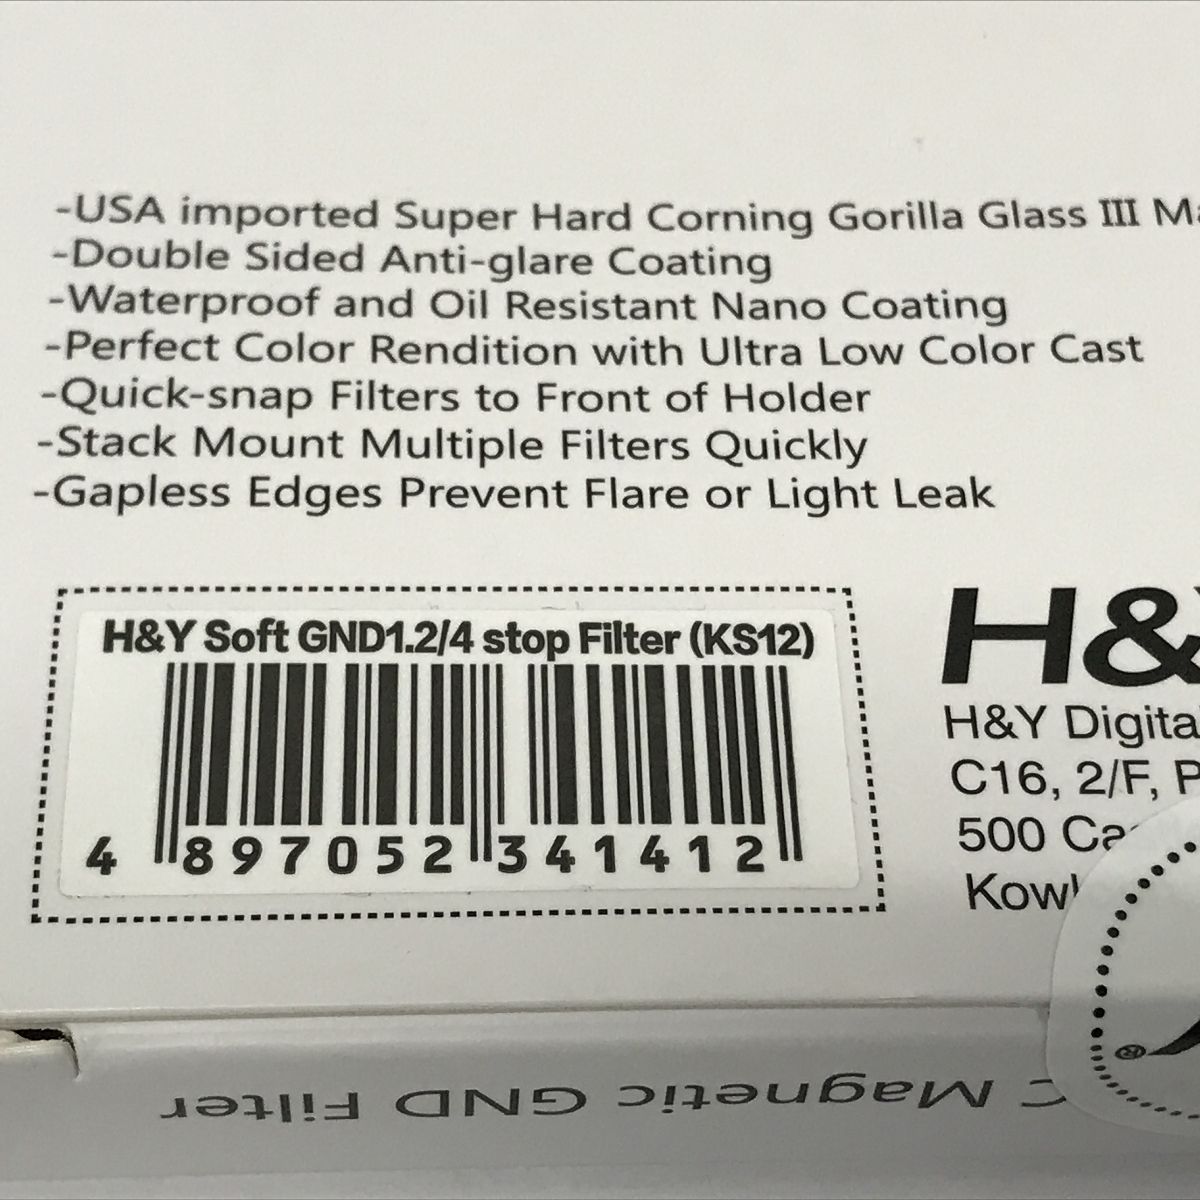 -USA imported Super Hard Corning Gorilla Glass III
-Double Sided Anti-glare Coating
-Waterproof and Oil Resistant Nano Coating
-Perfect Color Rendition with Ultra Low Color Cast
-Quick-snap Filters to Front of Holder
-Stack Mount Multiple Filters Quickly
-Gapless Edges Prevent Flare or Light Leak
H&Y Soft GND1.2/4 stop Filter (KS12)
4 897052 341412
H&
H&Y
C16, 2/F,
500
Magnetic GND Filter
®